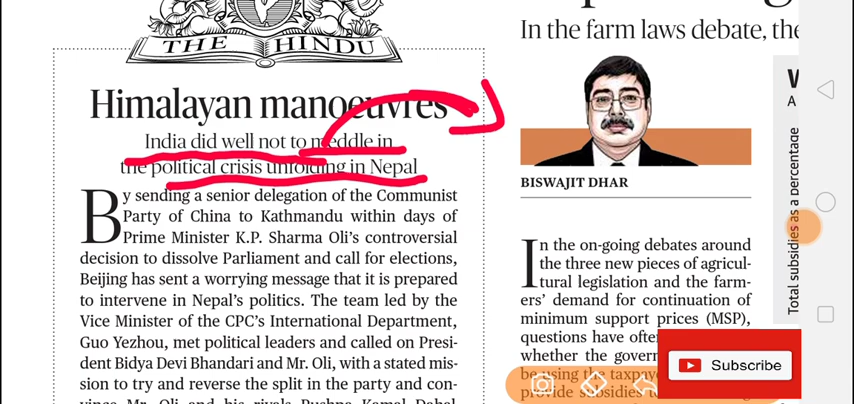 THE HINDU
Himalayan manoeuvres
India did well not to meddle in
the political crisis unfolding in Nepal
By sending a senior delegation of the Communist
Party of China to Kathmandu within days of
Prime Minister K.P. Sharma Oli's controversial
decision to dissolve Parliament and call for elections,
Beijing has sent a worrying message that it is prepared
to intervene in Nepal's politics. The team led by the
Vice Minister of the CPC's International Department,
Guo Yezhou, met political leaders and called on Presi-
dent Bidya Devi Bhandari and Mr. Oli, with a stated mis-
sion to try and reverse the split in the party and con-
In the farm laws debate, the
BISWAJIT DHAR
In the on-going debates around
the three new pieces of agricul-
tural legislation and the farm-
ers' demand for continuation of
minimum support prices (MSP),
questions have
whether the
be using the
provide subsidies
A
Total subsidies as a percentage
Subscribe